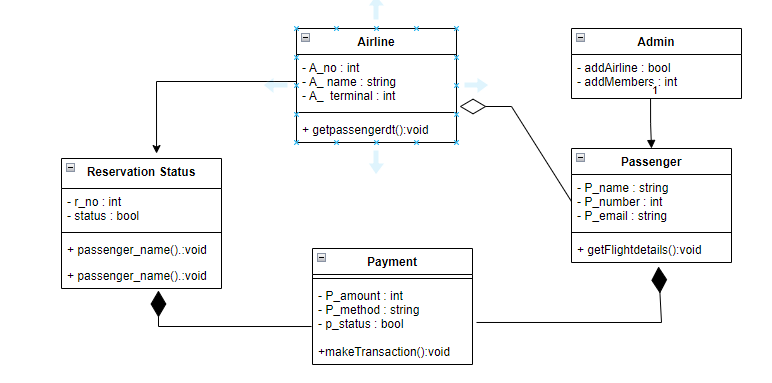 Airline
- A_no : int
- A_ name : string
- A_ terminal : int
+ getpassengerdt():void
Admin
- addAirline : bool
- addMembers : int
1
Reservation Status
- r_no : int
- status : bool
+ passenger_name().:void
+ passenger_name().:void
Passenger
- P_name : string
- P_number : int
- P_email : string
+ getFlightdetails():void
Payment
- P_amount : int
- P_method : string
- p_status : bool
+makeTransaction():void